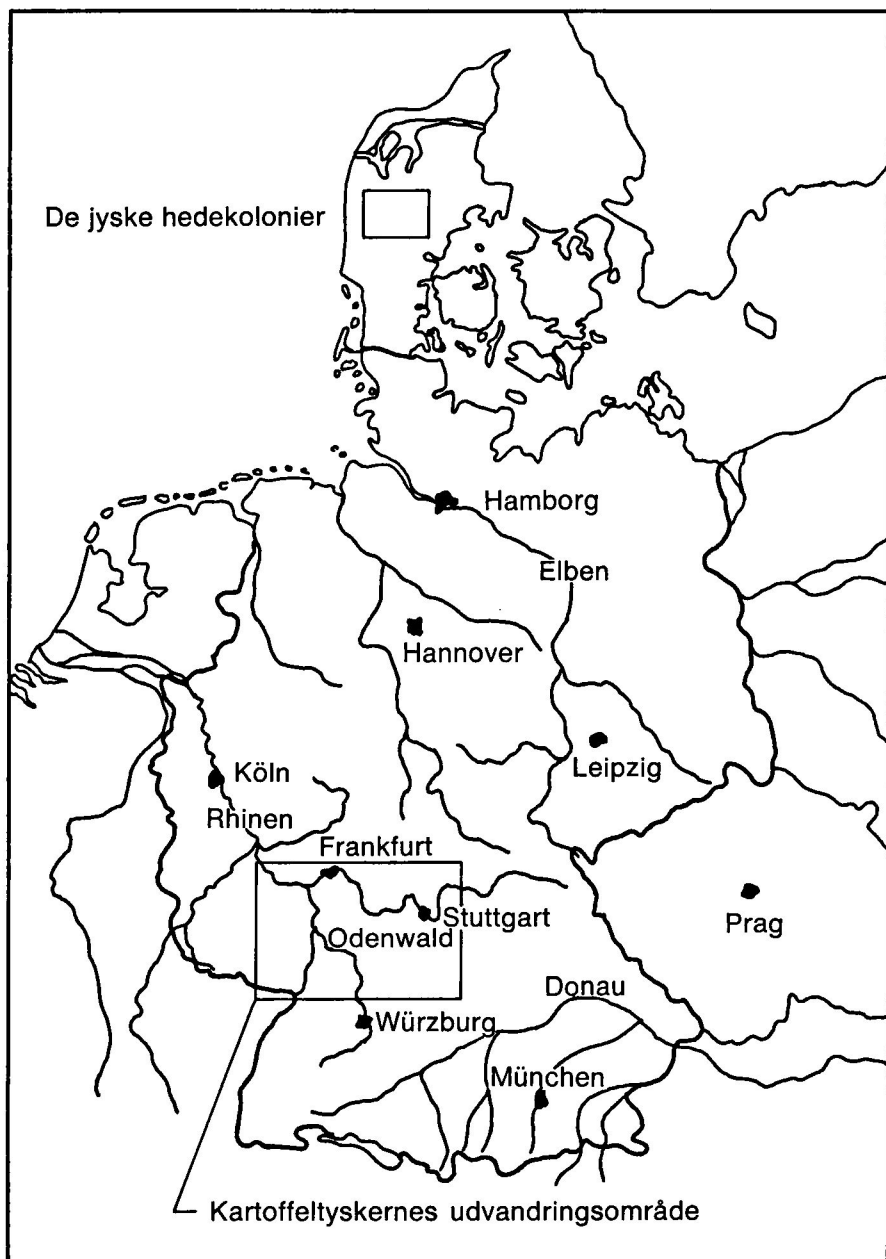 De jyske hedekolonier
Hamborg
Elben
Hannover
Leipzig
Köln
Rhinen
Frankfurt
Stuttgart
Odenwald
Prag
Donau
Würzburg
München
Kartoffeltyskernes udvandringsområde